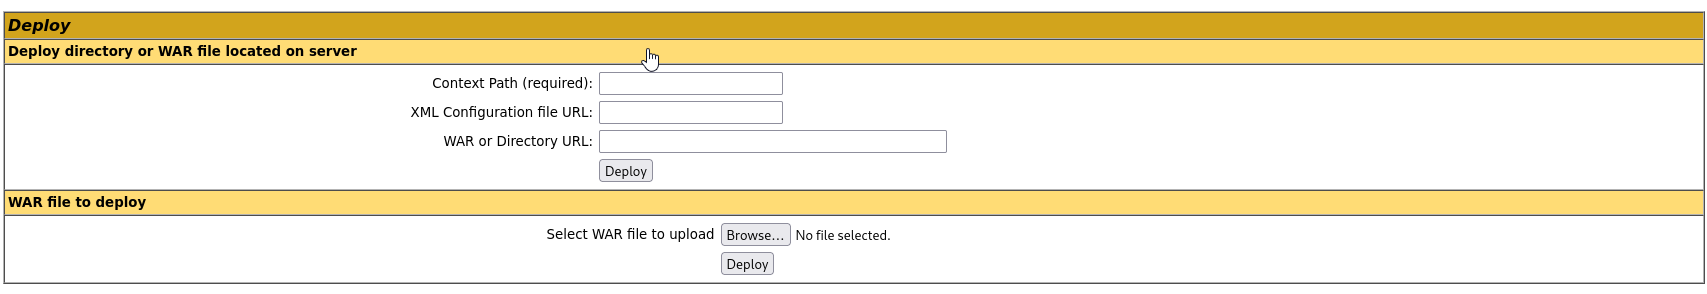 Deploy
Deploy directory or WAR file located on server
Context Path (required):
XML Configuration file URL:
WAR or Directory URL:
Deploy
WAR file to deploy
Select WAR file to upload Browse... No file selected.
Deploy